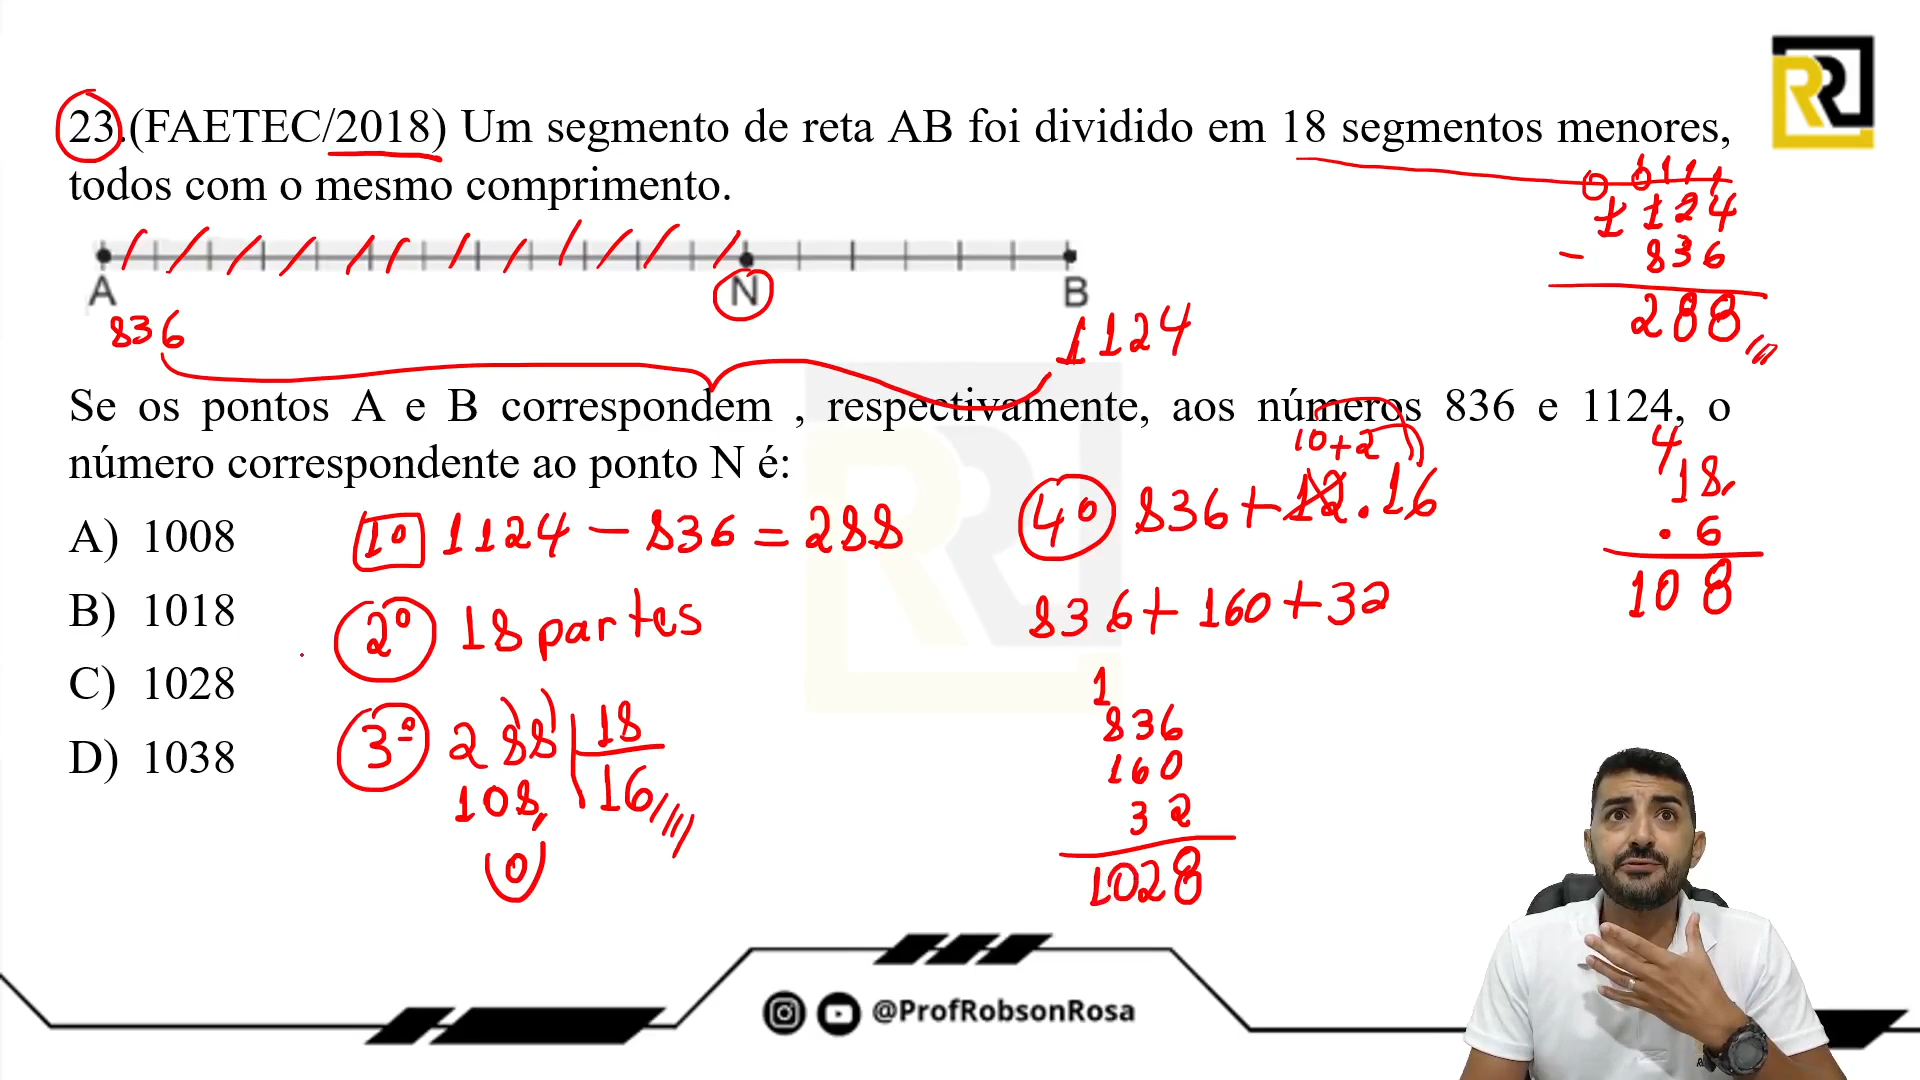 23.(FAETEC/2018) Um segmento de reta AB foi dividido em 18 segmentos menores,
todos com o mesmo comprimento.
A N B
836
1124
1124
- 836
288
Se os pontos A e B correspondem , respectivamente, aos números 836 e 1124, o
número correspondente ao ponto N é:
A) 1008
B) 1018
C) 1028
D) 1038
1º 1124 - 836 = 288
2º 18 partes
3º 288 18
108 16
0
10+2
4º 836+12.16
836+160+32
1
836
160
32
1028
4
18
. 6
108
@ProfRobsonRosa